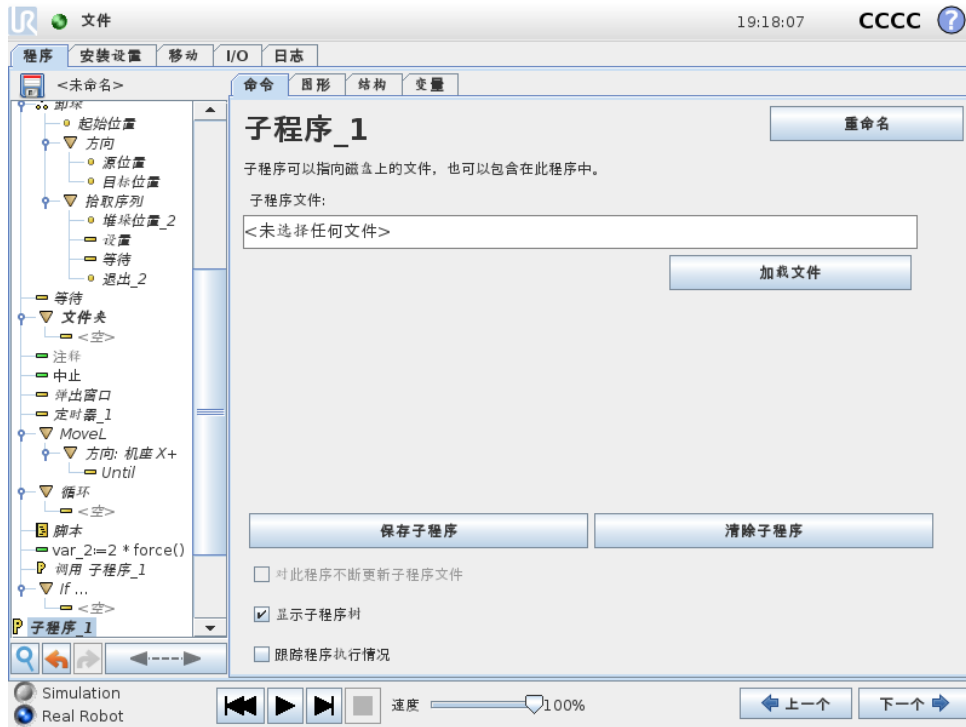 UR 文件 19:18:07 CCCC ?
程序 安装设置 移动 I/O 日志
<未命名> 命令 图形 结构 变量
卸垛
起始位置
方向
源位置
目标位置
拾取序列
堆垛位置_2
设置
等待
退出_2
等待
文件夹
<空>
注释
中止
弹出窗口
定时器_1
MoveL
方向: 机座 X+
Until
循环
<空>
脚本
var_2:=2 * force()
调用 子程序_1
If ...
<空>
子程序_1
子程序_1 重命名
子程序可以指向磁盘上的文件，也可以包含在此程序中。
子程序文件:
<未选择任何文件>
加载文件
保存子程序 清除子程序
对此程序不断更新子程序文件
显示子程序树
跟踪程序执行情况
Simulation
Real Robot
速度 100% 上一个 下一个